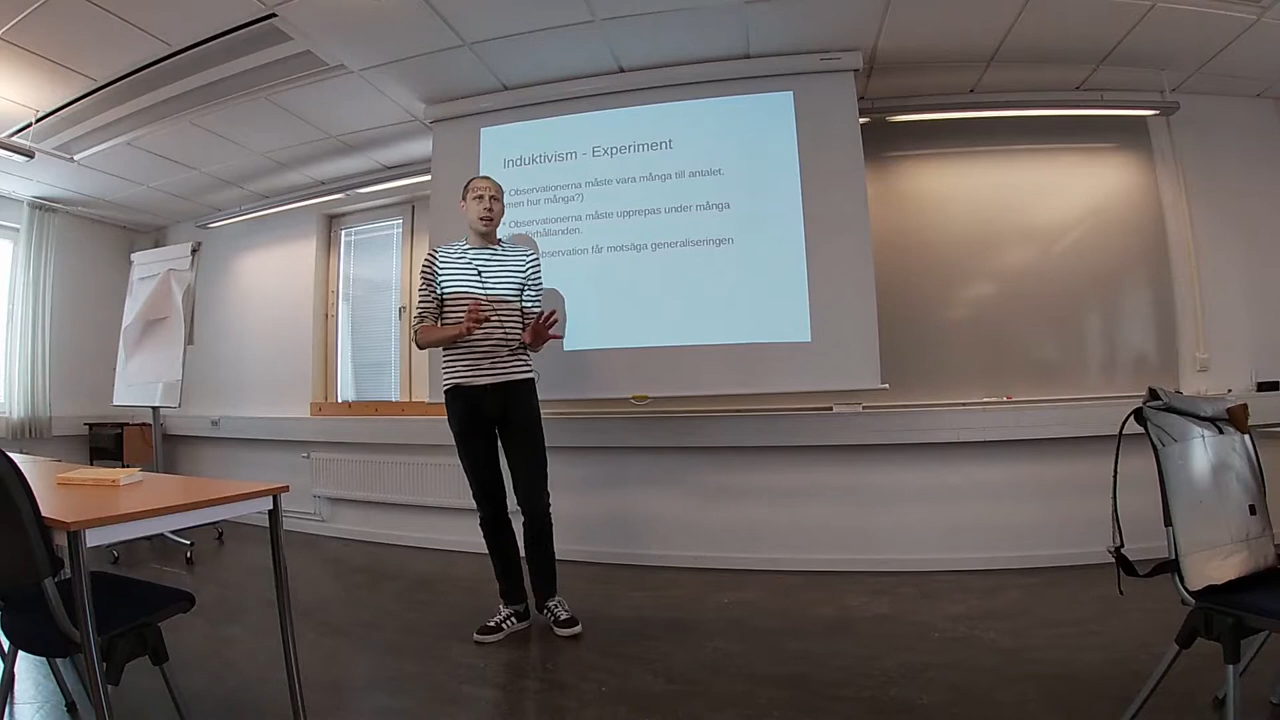 Induktivism - Experiment
* Observationerna måste vara många till antalet.
men hur många?)
* Observationerna måste upprepas under många
förhållanden.
observation får motsäga generaliseringen
ngen